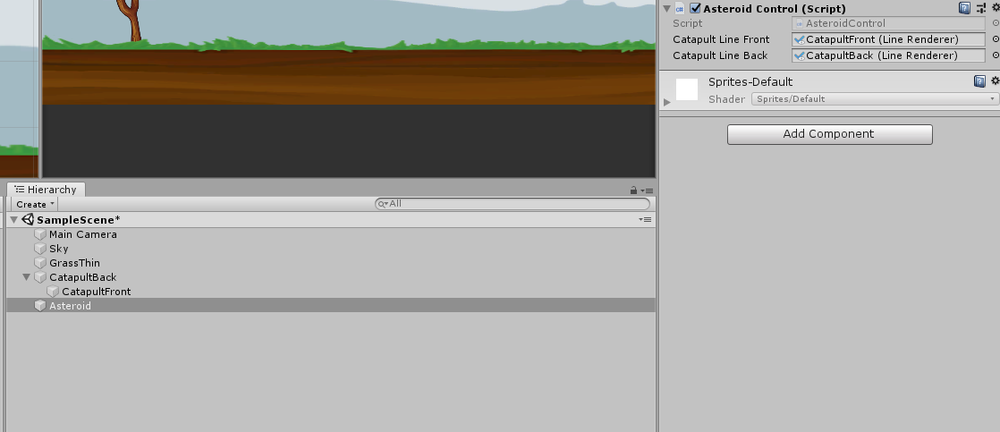 Asteroid Control (Script)
Script AsteroidControl
Catapult Line Front CatapultFront (Line Renderer)
Catapult Line Back CatapultBack (Line Renderer)
Sprites-Default
Shader Sprites/Default
Add Component
Hierarchy
Create All
SampleScene*
Main Camera
Sky
GrassThin
CatapultBack
CatapultFront
Asteroid